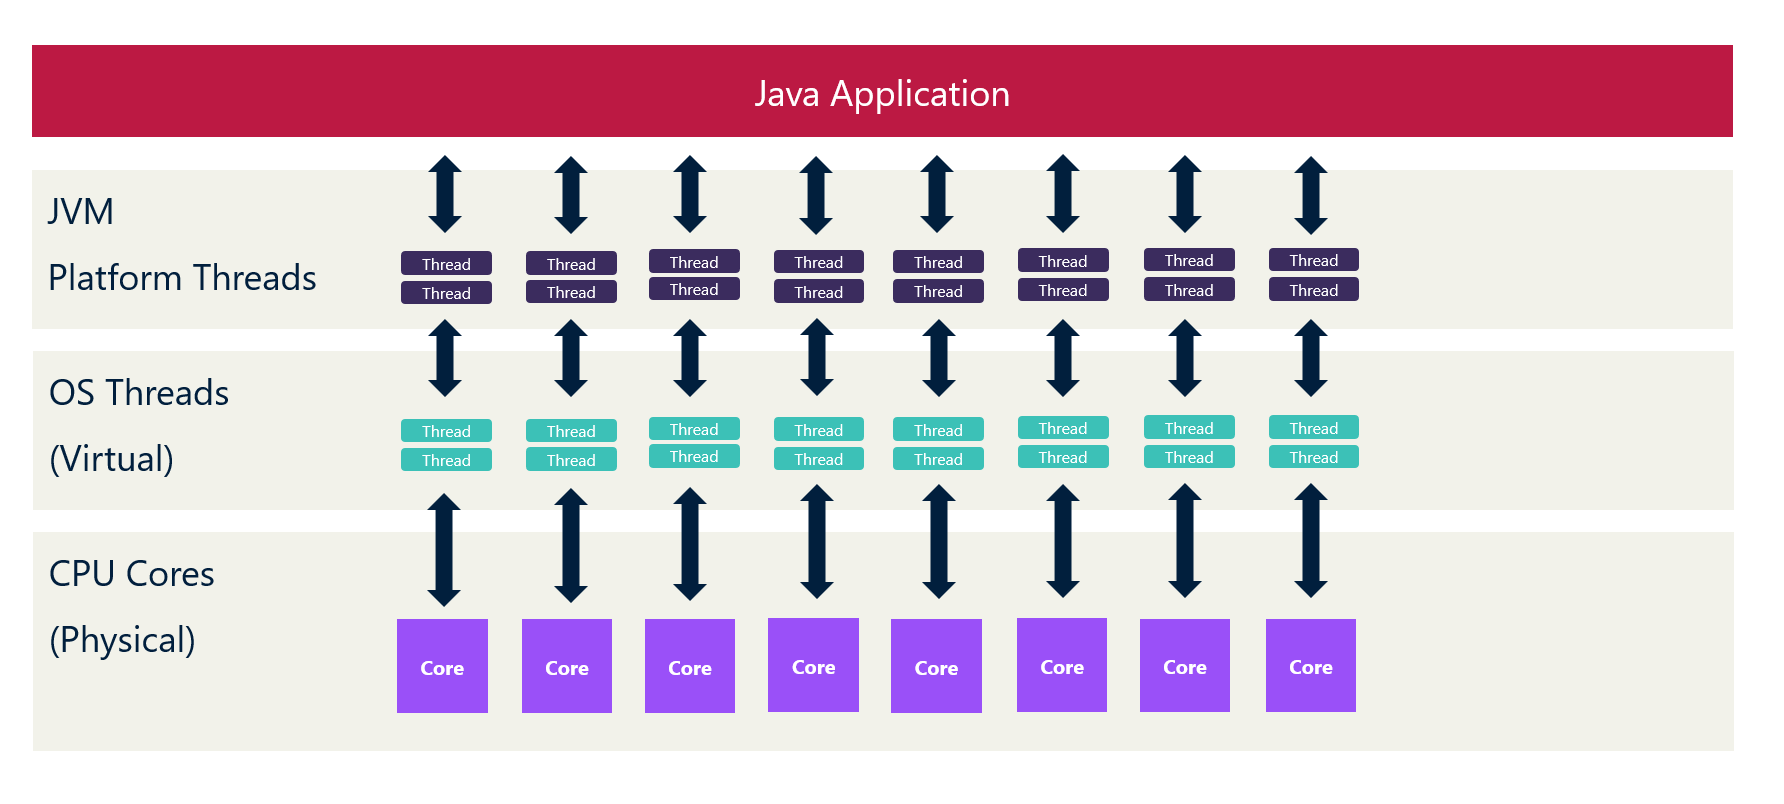 Java Application
JVM
Platform Threads
Thread Thread Thread Thread Thread Thread Thread Thread
Thread Thread Thread Thread Thread Thread Thread Thread
OS Threads
(Virtual)
Thread Thread Thread Thread Thread Thread Thread Thread
Thread Thread Thread Thread Thread Thread Thread Thread
CPU Cores
(Physical)
Core Core Core Core Core Core Core Core